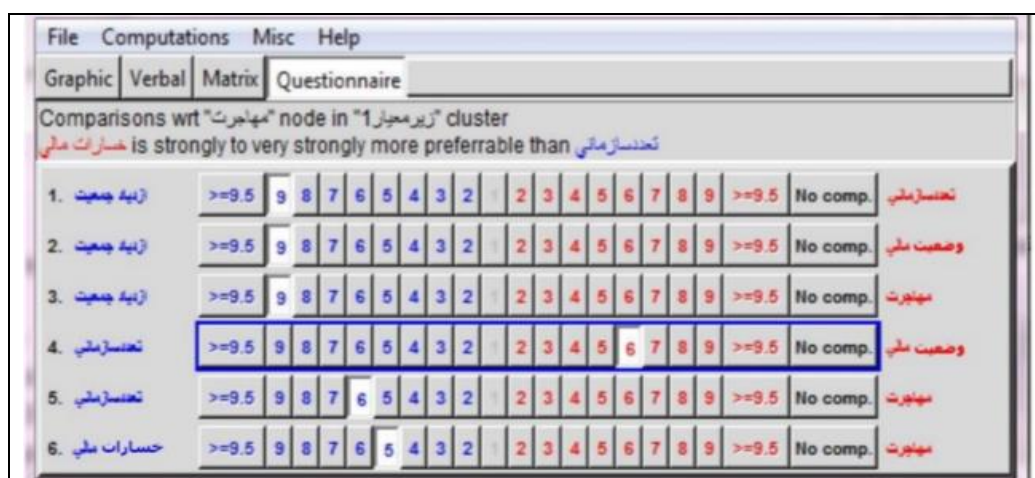 File Computations Misc Help
Graphic Verbal Matrix Questionnaire
Comparisons wrt "مهاجرت" node in "زیرمعیار1" cluster
خسارات مالی is strongly to very strongly more preferrable than تعددسازمانی
1. ازدیاد جمعیت >=9.5 9 8 7 6 5 4 3 2 1 2 3 4 5 6 7 8 9 >=9.5 No comp. تعددسازمانی
2. ازدیاد جمعیت >=9.5 9 8 7 6 5 4 3 2 1 2 3 4 5 6 7 8 9 >=9.5 No comp. وضعیت مالی
3. ازدیاد جمعیت >=9.5 9 8 7 6 5 4 3 2 1 2 3 4 5 6 7 8 9 >=9.5 No comp. مهاجرت
4. تعددسازمانی >=9.5 9 8 7 6 5 4 3 2 1 2 3 4 5 6 7 8 9 >=9.5 No comp. وضعیت مالی
5. تعددسازمانی >=9.5 9 8 7 6 5 4 3 2 1 2 3 4 5 6 7 8 9 >=9.5 No comp. مهاجرت
6. خسارات مالی >=9.5 9 8 7 6 5 4 3 2 1 2 3 4 5 6 7 8 9 >=9.5 No comp. مهاجرت